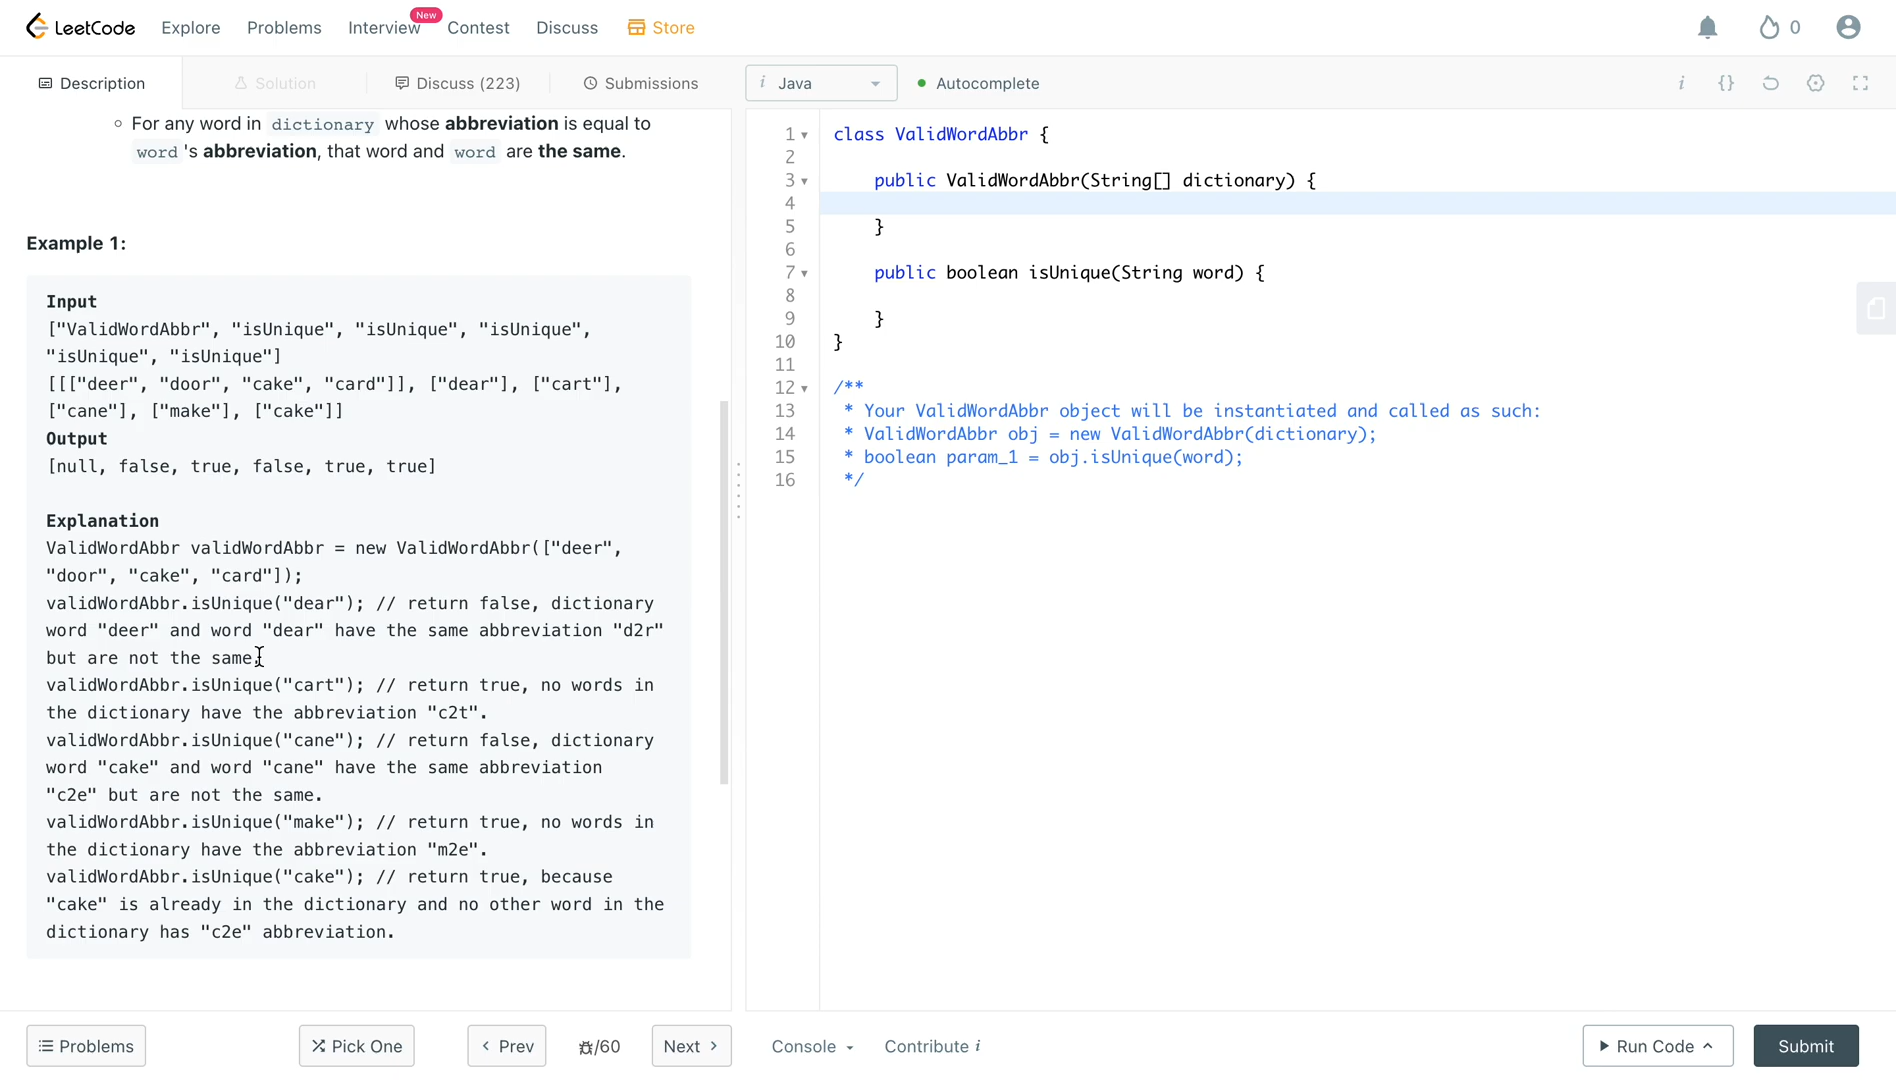 LeetCode Explore Problems Interview New Contest Discuss Store 0
Description Solution Discuss (223) Submissions i Java Autocomplete i {}
For any word in dictionary whose abbreviation is equal to
word 's abbreviation, that word and word are the same.
Example 1:
Input
["ValidWordAbbr", "isUnique", "isUnique", "isUnique",
"isUnique", "isUnique"]
[[["deer", "door", "cake", "card"]], ["dear"], ["cart"],
["cane"], ["make"], ["cake"]]
Output
[null, false, true, false, true, true]
Explanation
ValidWordAbbr validWordAbbr = new ValidWordAbbr(["deer",
"door", "cake", "card"]);
validWordAbbr.isUnique("dear"); // return false, dictionary
word "deer" and word "dear" have the same abbreviation "d2r"
but are not the same.
validWordAbbr.isUnique("cart"); // return true, no words in
the dictionary have the abbreviation "c2t".
validWordAbbr.isUnique("cane"); // return false, dictionary
word "cake" and word "cane" have the same abbreviation
"c2e" but are not the same.
validWordAbbr.isUnique("make"); // return true, no words in
the dictionary have the abbreviation "m2e".
validWordAbbr.isUnique("cake"); // return true, because
"cake" is already in the dictionary and no other word in the
dictionary has "c2e" abbreviation.
1 class ValidWordAbbr {
2
3 public ValidWordAbbr(String[] dictionary) {
4
5 }
6
7 public boolean isUnique(String word) {
8
9 }
10 }
11
12 /**
13 * Your ValidWordAbbr object will be instantiated and called as such:
14 * ValidWordAbbr obj = new ValidWordAbbr(dictionary);
15 * boolean param_1 = obj.isUnique(word);
16 */
Problems Pick One Prev /60 Next Console Contribute i Run Code Submit